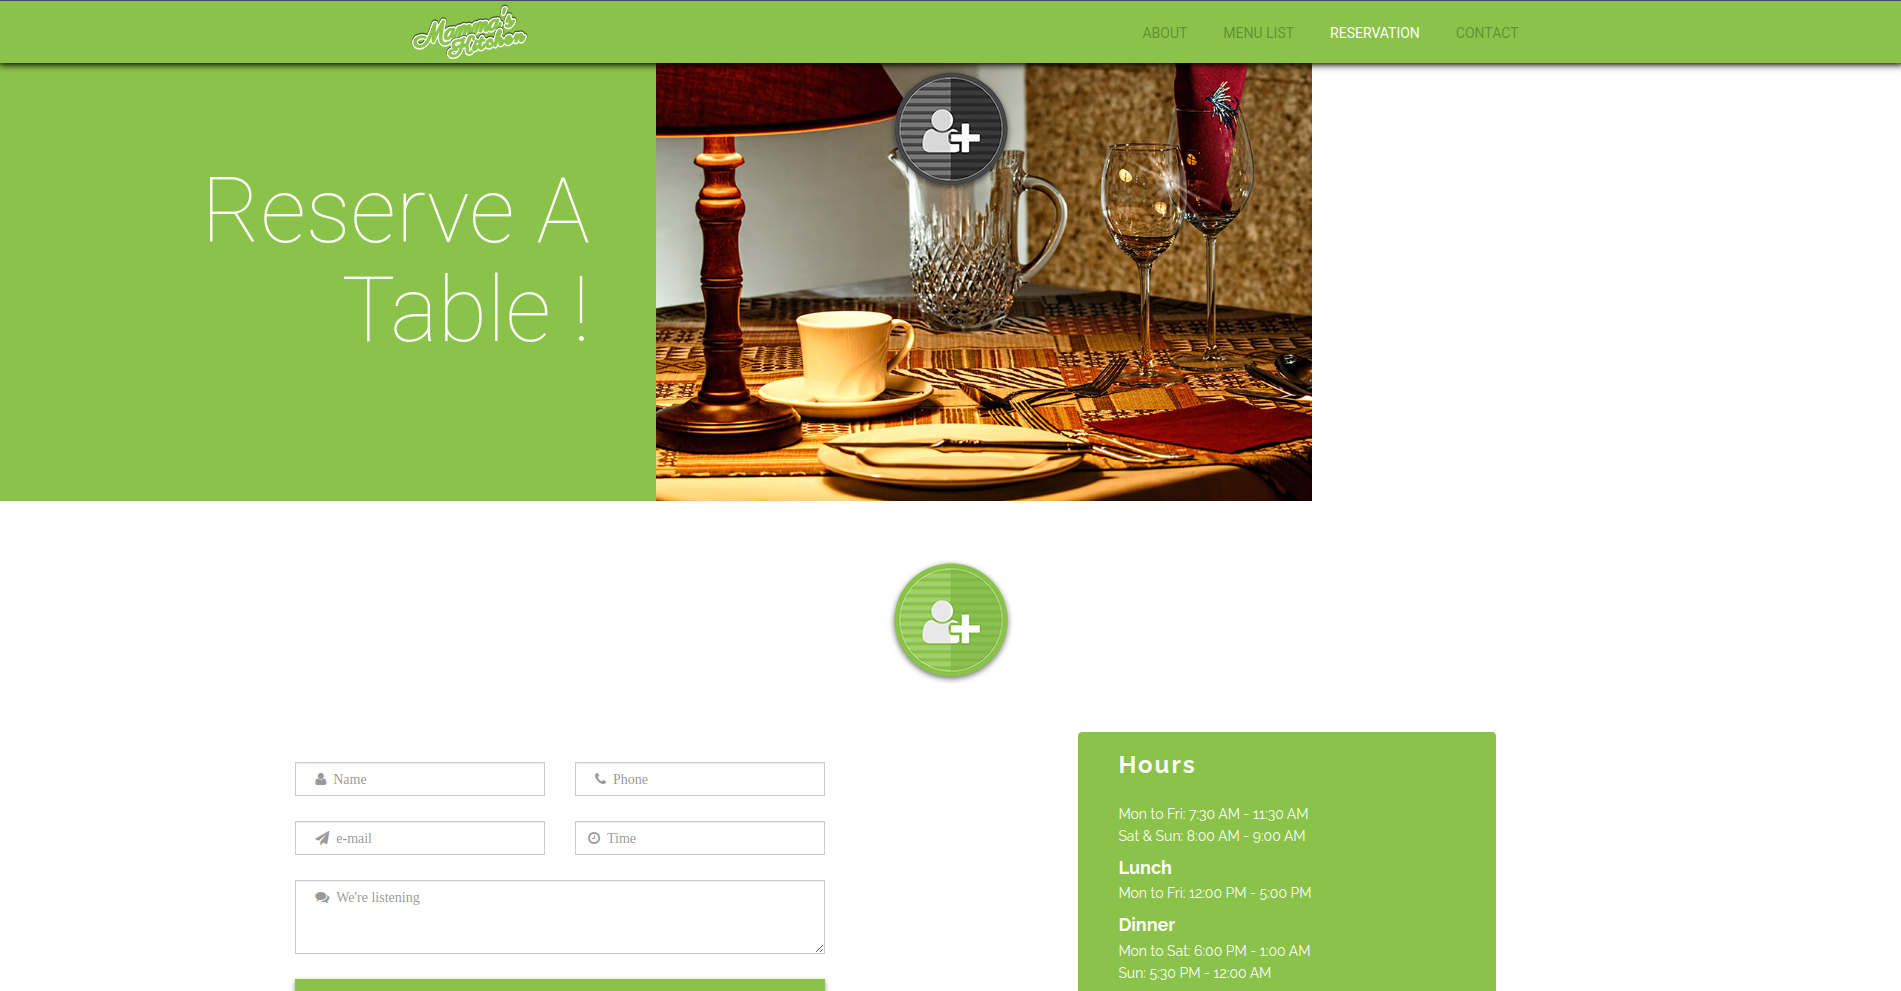 Mamma's
Kitchen
ABOUT MENU LIST RESERVATION CONTACT
Reserve A
Table !
Name
Phone
e-mail
Time
We're listening
Hours
Mon to Fri: 7:30 AM - 11:30 AM
Sat & Sun: 8:00 AM - 9:00 AM
Lunch
Mon to Fri: 12:00 PM - 5:00 PM
Dinner
Mon to Sat: 6:00 PM - 1:00 AM
Sun: 5:30 PM - 12:00 AM